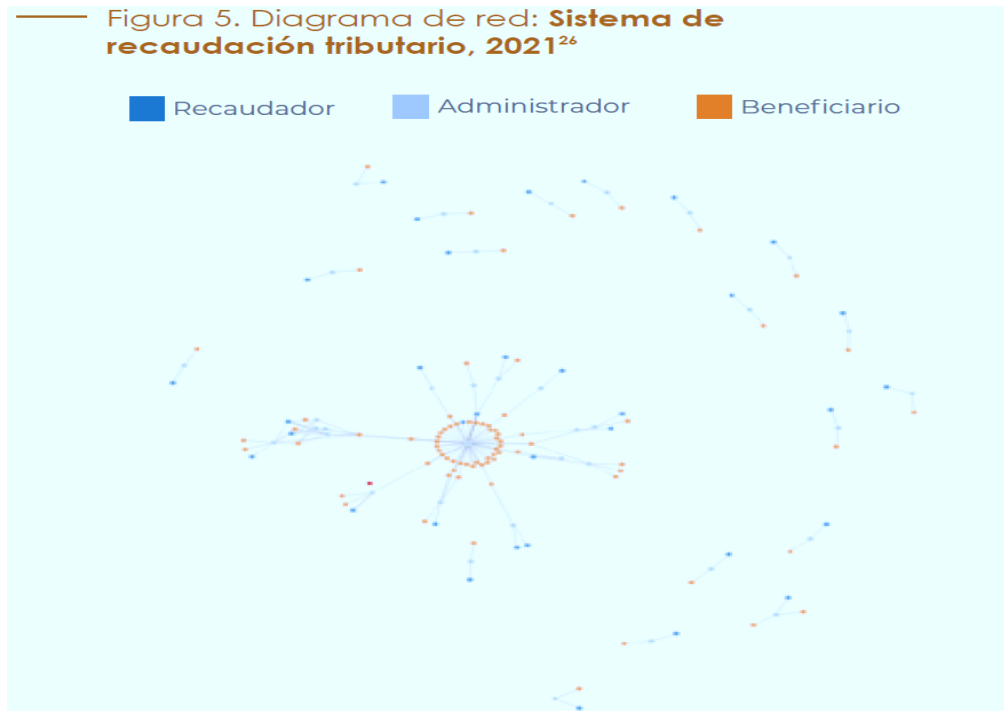 Figura 5. Diagrama de red: Sistema de
recaudación tributario, 2021²⁶
Recaudador Administrador Beneficiario